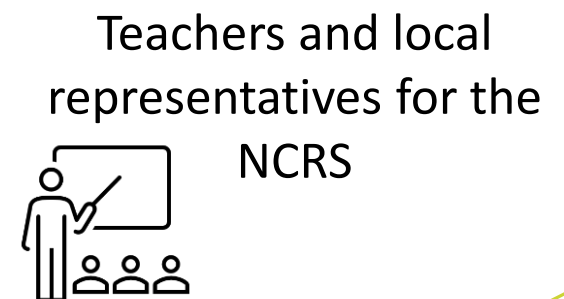 Teachers and local
representatives for the
NCRS